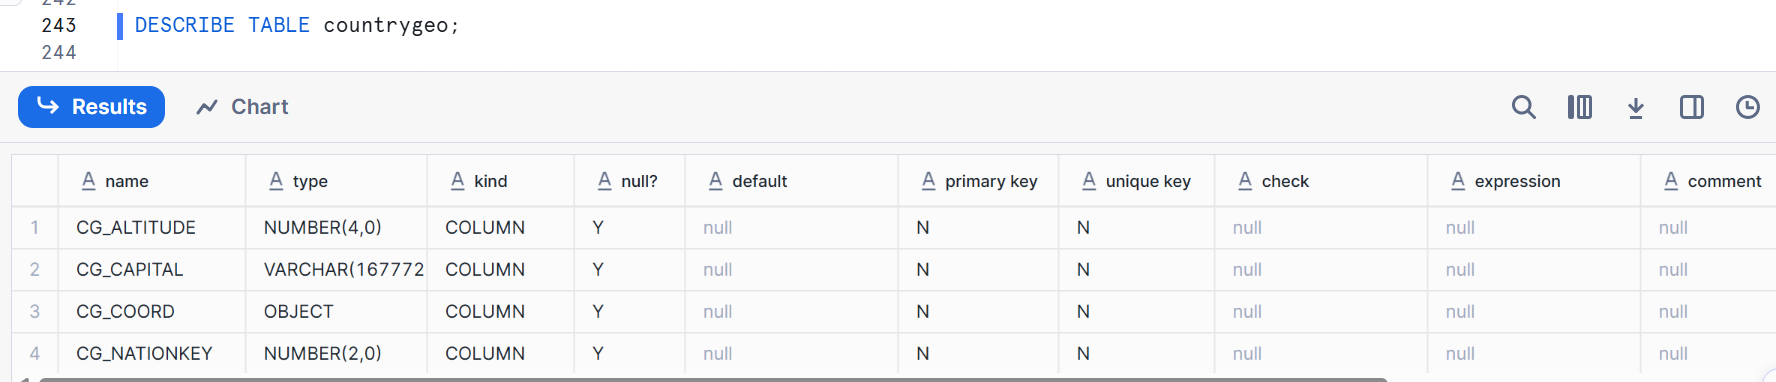 242
243 DESCRIBE TABLE countrygeo;
244
Results Chart
A name A type A kind A null? A default A primary key A unique key A check A expression A comment
1 CG_ALTITUDE NUMBER(4,0) COLUMN Y null N N null null null
2 CG_CAPITAL VARCHAR(167772 COLUMN Y null N N null null null
3 CG_COORD OBJECT COLUMN Y null N N null null null
4 CG_NATIONKEY NUMBER(2,0) COLUMN Y null N N null null null